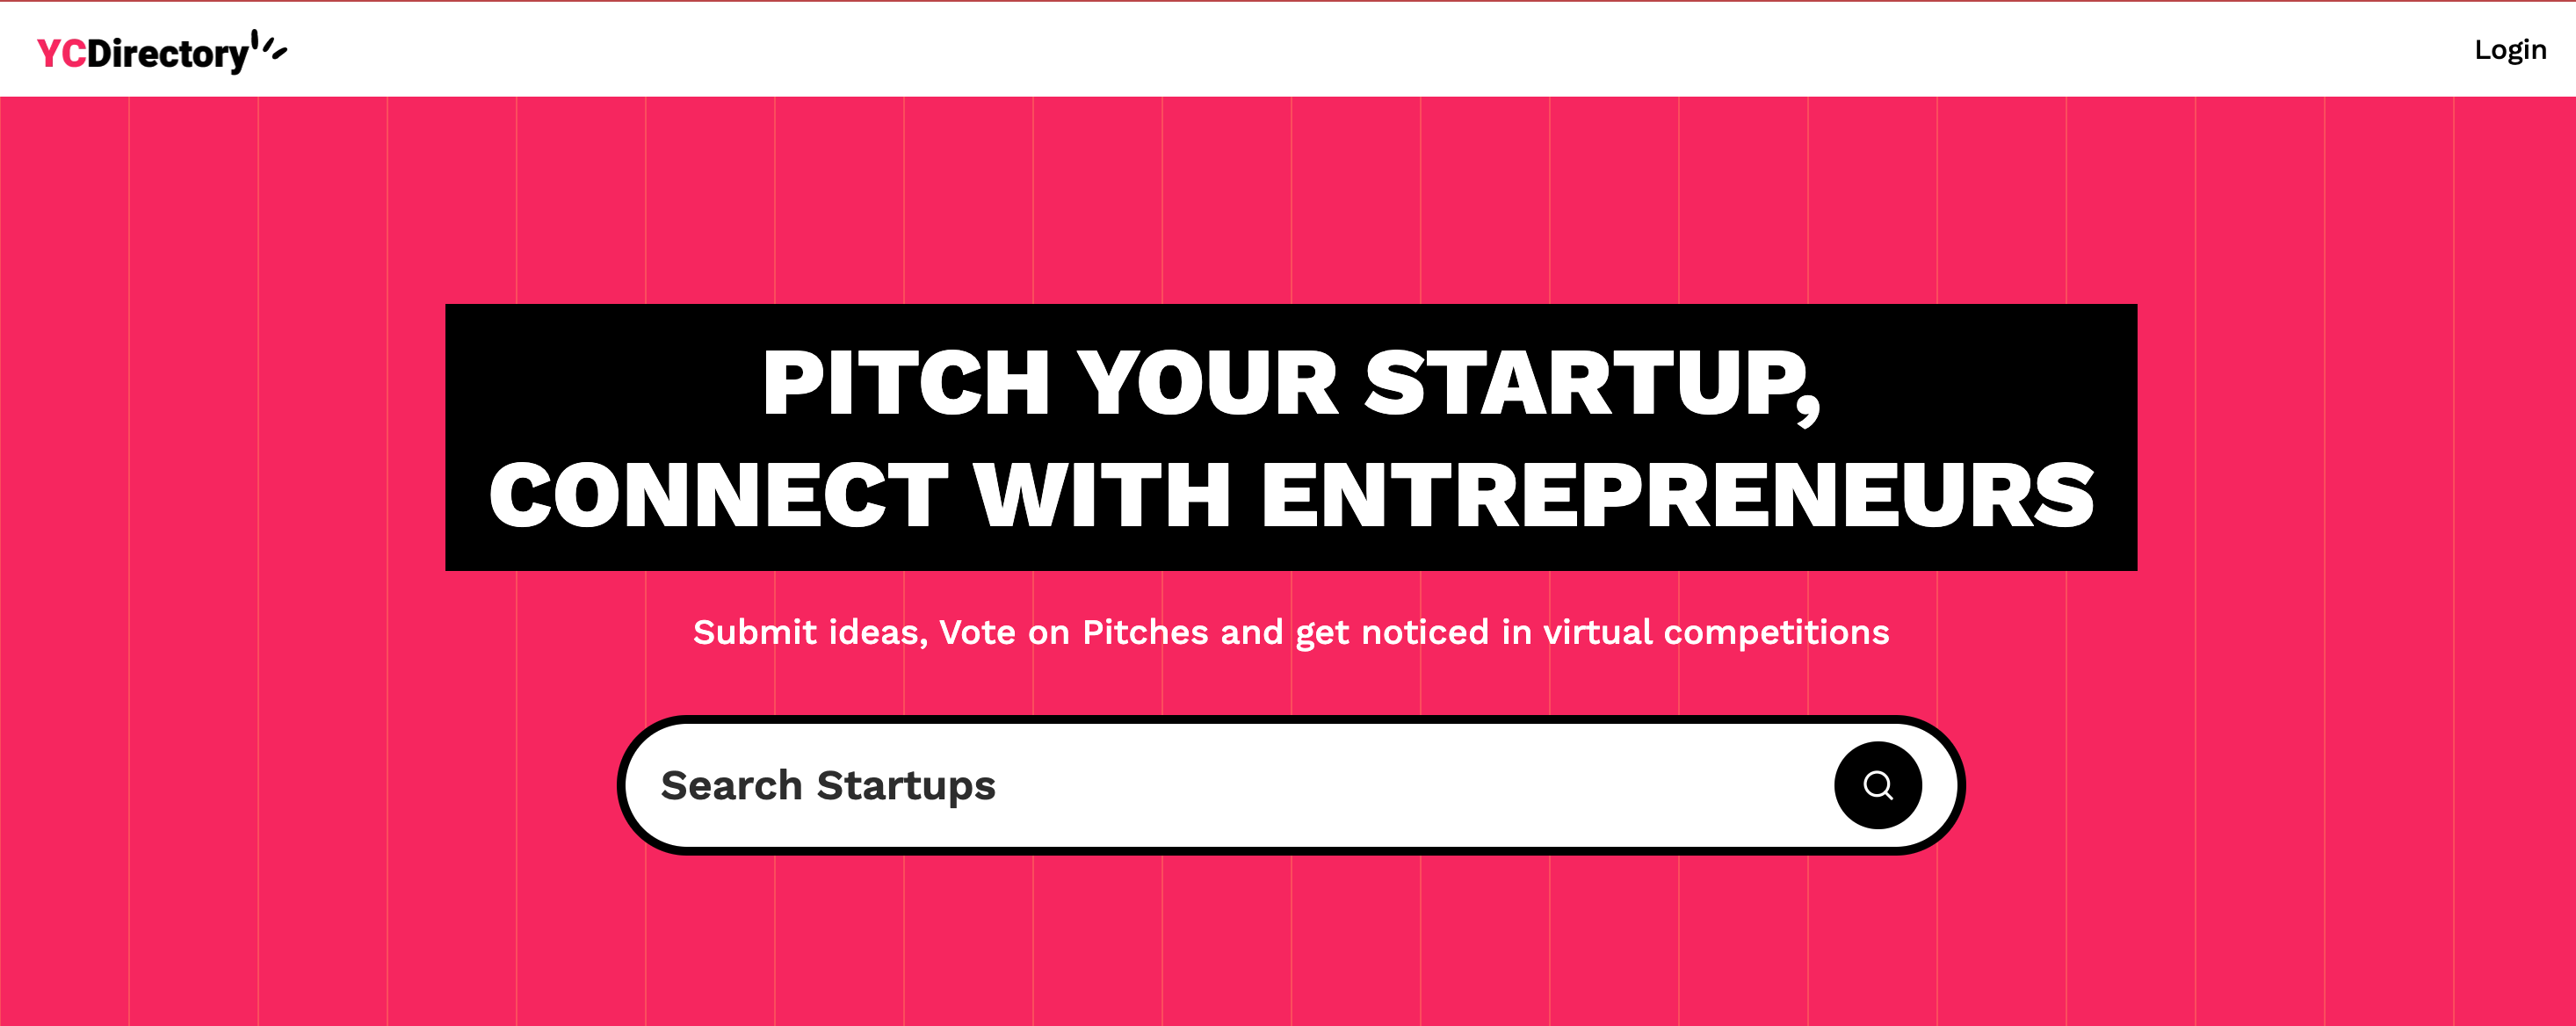 YCDirectory
Login
PITCH YOUR STARTUP,
CONNECT WITH ENTREPRENEURS
Submit ideas, Vote on Pitches and get noticed in virtual competitions
Search Startups